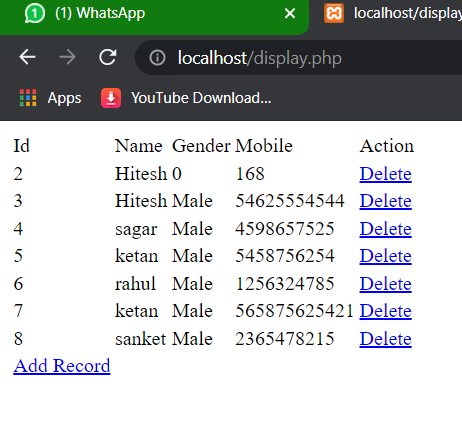 (1) WhatsApp × localhost/display
localhost/display.php
Apps YouTube Download...
Id Name Gender Mobile Action
2 Hitesh 0 168 Delete
3 Hitesh Male 54625554544 Delete
4 sagar Male 4598657525 Delete
5 ketan Male 5458756254 Delete
6 rahul Male 1256324785 Delete
7 ketan Male 565875625421 Delete
8 sanket Male 2365478215 Delete
Add Record